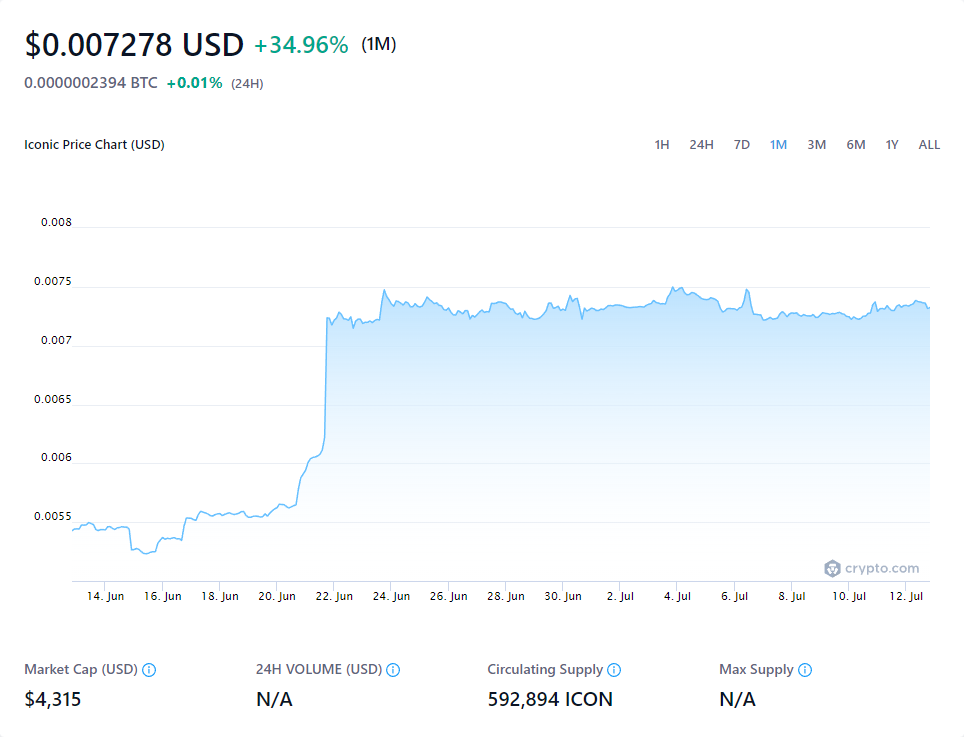 $0.007278 USD +34.96% (1M)
0.0000002394 BTC +0.01% (24H)
Iconic Price Chart (USD) 1H 24H 7D 1M 3M 6M 1Y ALL
0.008
0.0075
0.007
0.0065
0.006
0.0055
crypto.com
14. Jun 16. Jun 18. Jun 20. Jun 22. Jun 24. Jun 26. Jun 28. Jun 30. Jun 2. Jul 4. Jul 6. Jul 8. Jul 10. Jul 12. Jul
Market Cap (USD) 24H VOLUME (USD) Circulating Supply Max Supply
$4,315 N/A 592,894 ICON N/A